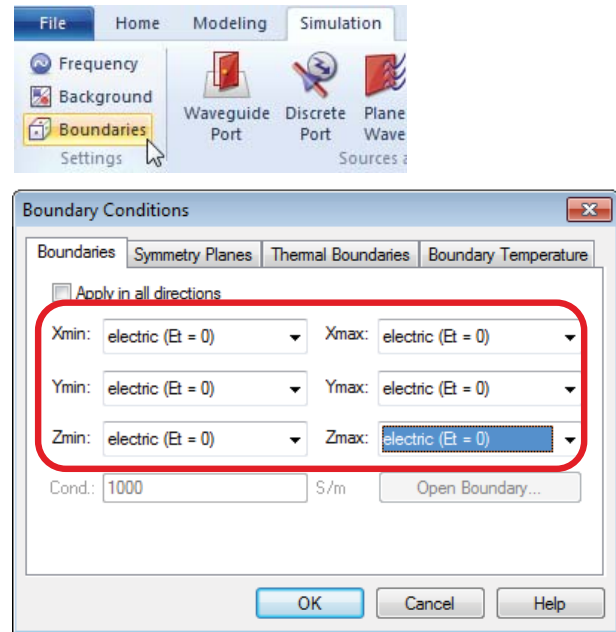 File Home Modeling Simulation
Frequency
Background
Boundaries
Settings
Waveguide Port
Discrete Port
Plane Wave
Sources a
Boundary Conditions
Boundaries Symmetry Planes Thermal Boundaries Boundary Temperature
Apply in all directions
Xmin: electric (Et = 0) Xmax: electric (Et = 0)
Ymin: electric (Et = 0) Ymax: electric (Et = 0)
Zmin: electric (Et = 0) Zmax: electric (Et = 0)
Cond.: 1000 S/m Open Boundary...
OK Cancel Help